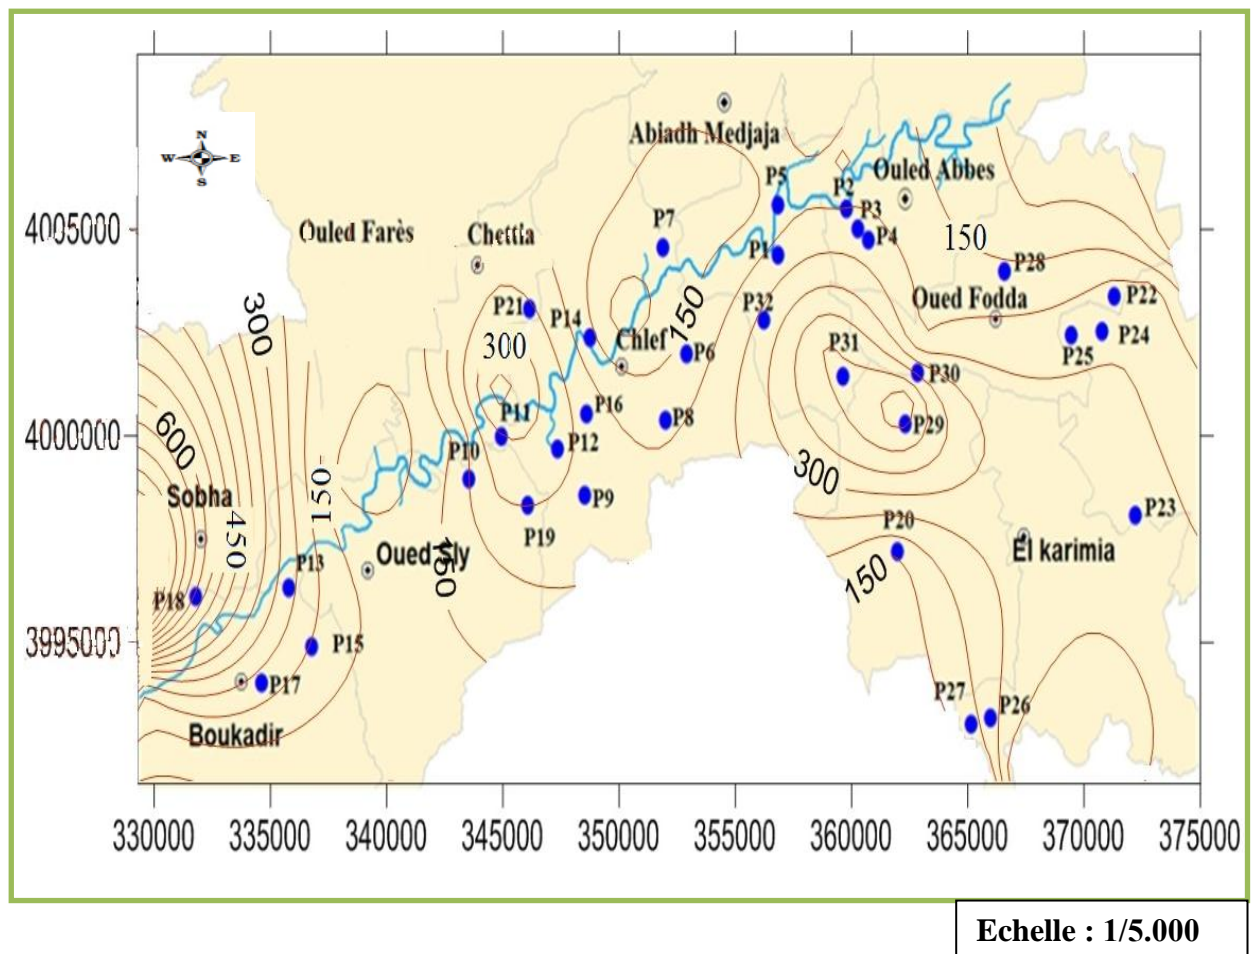 N
W E
S
Abiadh Medjaja
Ouled Abbes
P5
P2
P3
P4
P7
P1
4005000
Ouled Farès
Chettia
150
P28
Oued Fodda
P22
P21
P14
P32
150
300
300
Chlef
P6
P31
P24
P25
P30
P11
P16
P8
P29
4000000
600
P10
P12
300
Sobha
150
P9
P23
450
P19
P20
Oued Sly
El karimia
P13
150
150
P18
3995000
P15
P17
P27
P26
Boukadir
330000 335000 340000 345000 350000 355000 360000 365000 370000 375000
Echelle : 1/5.000